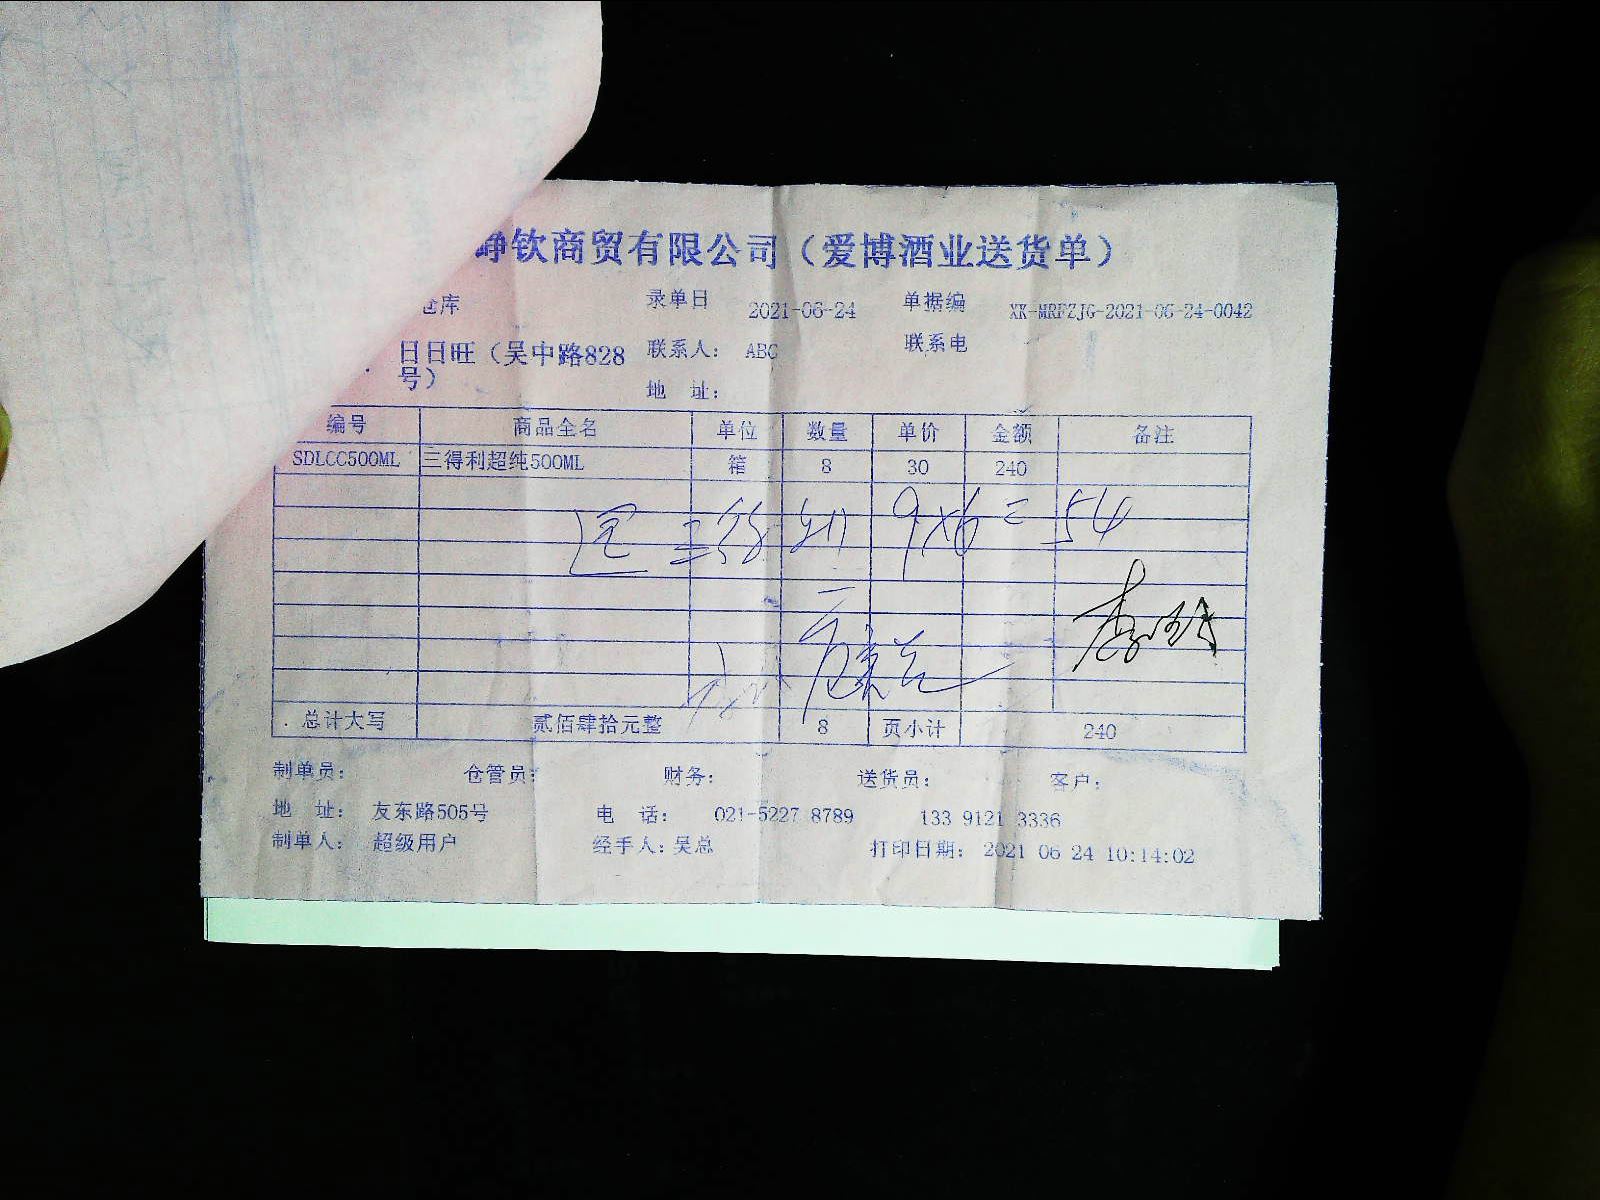 峥钦商贸有限公司（爱博酒业送货单）
仓库 录单日 2021-06-24 单据编 XK-MRFZJG-2021-06-24-0042
日日旺（吴中路828 联系人： ABC 联系电
号） 地 址：
编号 商品全名 单位 数量 单价 金额 备注
SDLCC500ML 三得利超纯500ML 箱 8 30 240
9×6=54
总计大写 贰佰肆拾元整 8 页小计 240
制单员： 仓管员： 财务： 送货员： 客户：
地 址： 友东路505号 电 话： 021-5227 8789 133 9121 3336
制单人： 超级用户 经手人：吴总 打印日期： 2021 06 24 10:14:02